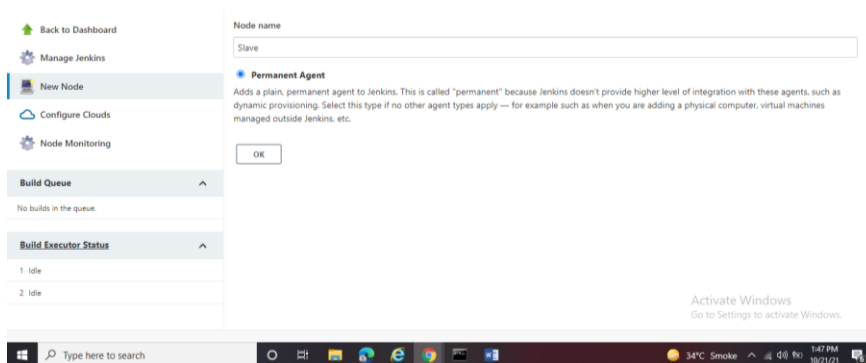 Back to Dashboard
Manage Jenkins
New Node
Configure Clouds
Node Monitoring
Build Queue
No builds in the queue.
Build Executor Status
1 Idle
2 Idle
Node name
Slave
Permanent Agent
Adds a plain, permanent agent to Jenkins. This is called "permanent" because Jenkins doesn't provide higher level of integration with these agents, such as
dynamic provisioning. Select this type if no other agent types apply — for example such as when you are adding a physical computer, virtual machines
managed outside Jenkins, etc.
OK
Activate Windows
Go to Settings to activate Windows.
Type here to search
34°C Smoke
1:47 PM
10/21/21